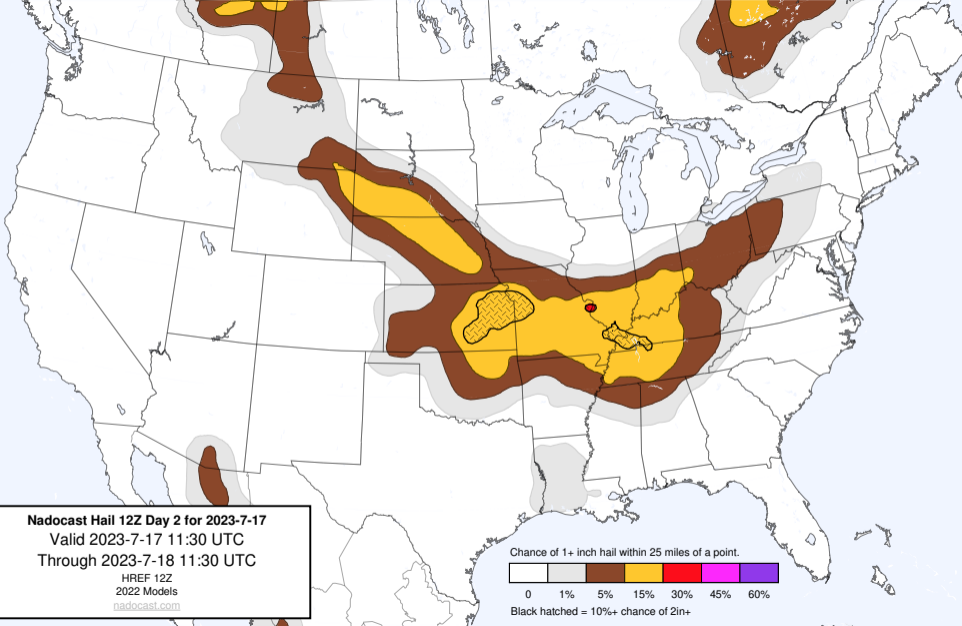 Nadocast Hail 12Z Day 2 for 2023-7-17
Valid 2023-7-17 11:30 UTC
Through 2023-7-18 11:30 UTC
HREF 12Z
2022 Models
nadocast.com
Chance of 1+ inch hail within 25 miles of a point.
0 1% 5% 15% 30% 45% 60%
Black hatched = 10%+ chance of 2in+